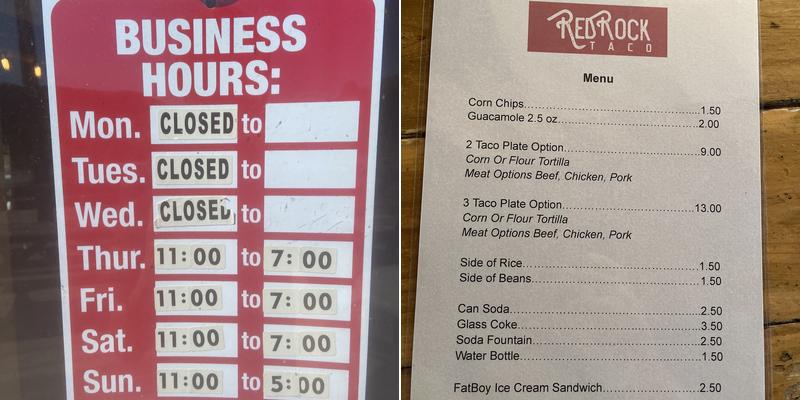 BUSINESS
HOURS:
Mon. CLOSED to
Tues. CLOSED to
Wed. CLOSED to
Thur. 11:00 to 7:00
Fri. 11:00 to 7:00
Sat. 11:00 to 7:00
Sun. 11:00 to 5:00
REDROCK
TACO
Menu
Corn Chips.......................................1.50
Guacamole 2.5 oz................................2.00
2 Taco Plate Option..............................9.00
Corn Or Flour Tortilla
Meat Options Beef, Chicken, Pork
3 Taco Plate Option..............................13.00
Corn Or Flour Tortilla
Meat Options Beef, Chicken, Pork
Side of Rice........................................1.50
Side of Beans......................................1.50
Can Soda...........................................2.50
Glass Coke.........................................3.50
Soda Fountain.....................................2.50
Water Bottle........................................1.50
FatBoy Ice Cream Sandwich......................2.50